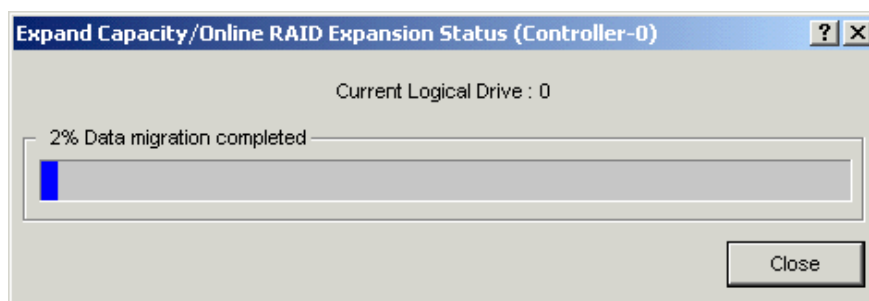 Expand Capacity/Online RAID Expansion Status (Controller-0)
Current Logical Drive : 0
2% Data migration completed
Close